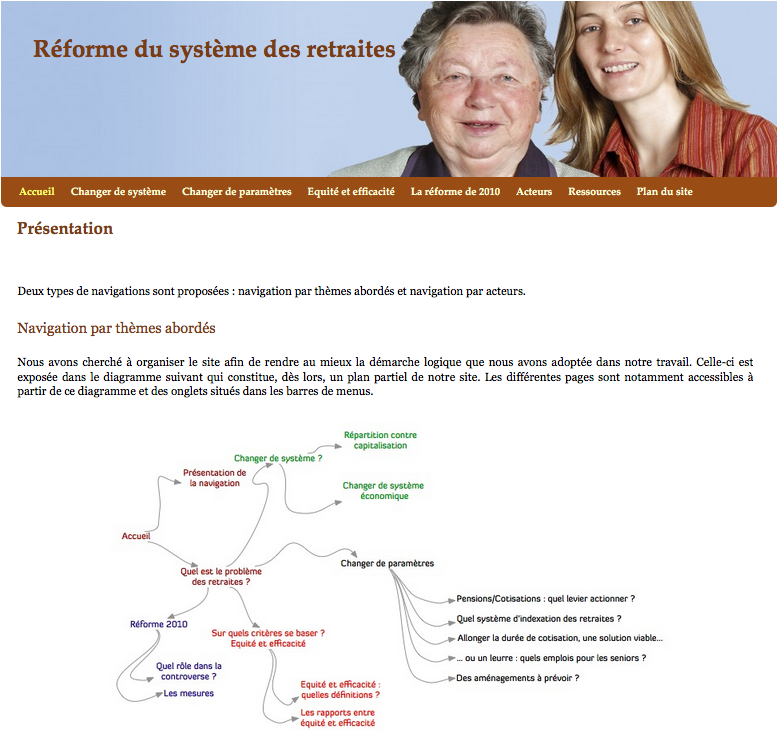 Réforme du système des retraites
Accueil Changer de système Changer de paramètres Equité et efficacité La réforme de 2010 Acteurs Ressources Plan du site
Présentation
Deux types de navigations sont proposées : navigation par thèmes abordés et navigation par acteurs.
Navigation par thèmes abordés
Nous avons cherché à organiser le site afin de rendre au mieux la démarche logique que nous avons adoptée dans notre travail. Celle-ci est
exposée dans le diagramme suivant qui constitue, dès lors, un plan partiel de notre site. Les différentes pages sont notamment accessibles à
partir de ce diagramme et des onglets situés dans les barres de menus.
Répartition contre
capitalisation
Changer de système ?
Présentation de
la navigation
Changer de système
économique
Accueil
Quel est le problème
des retraites ?
Changer de paramètres
Pensions/Cotisations : quel levier actionner ?
Quel système d'indexation des retraites ?
Allonger la durée de cotisation, une solution viable...
... ou un leurre : quels emplois pour les seniors ?
Des aménagements à prévoir ?
Réforme 2010
Sur quels critères se baser ?
Equité et efficacité
Quel rôle dans la
controverse ?
Les mesures
Equité et efficacité :
quelles définitions ?
Les rapports entre
équité et efficacité